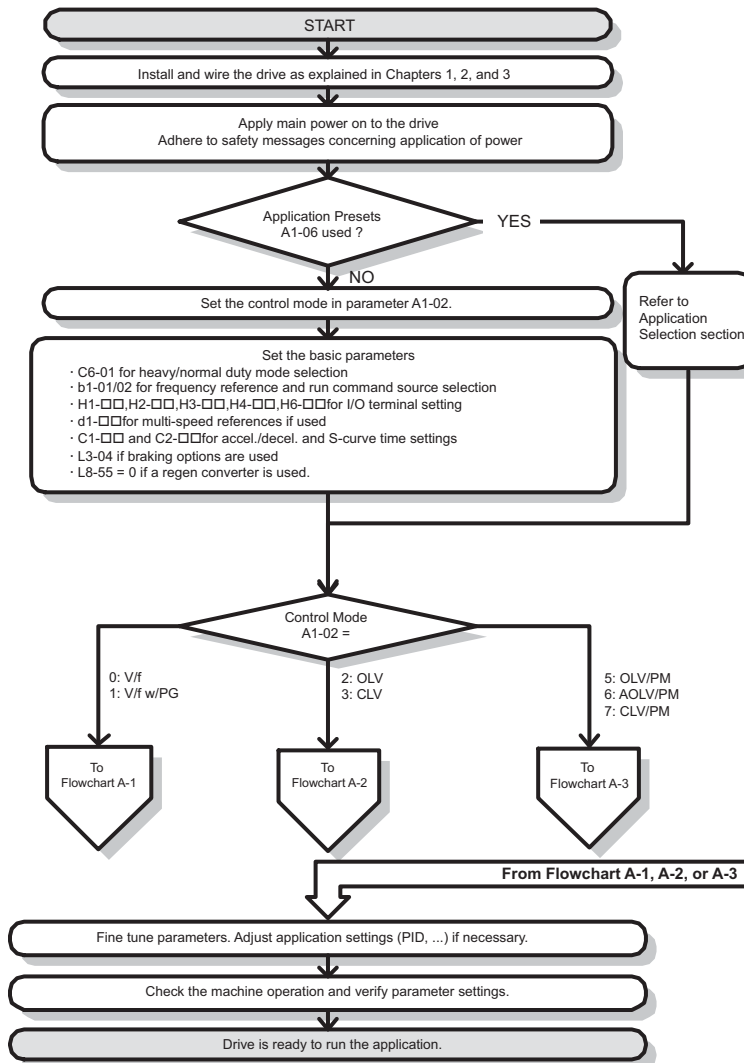 START
Install and wire the drive as explained in Chapters 1, 2, and 3
Apply main power on to the drive
Adhere to safety messages concerning application of power
Application Presets
A1-06 used ?
YES
NO
Set the control mode in parameter A1-02.
Refer to
Application
Selection section
Set the basic parameters
· C6-01 for heavy/normal duty mode selection
· b1-01/02 for frequency reference and run command source selection
· H1-□□,H2-□□,H3-□□,H4-□□,H6-□□for I/O terminal setting
· d1-□□for multi-speed references if used
· C1-□□ and C2-□□for accel./decel. and S-curve time settings
· L3-04 if braking options are used
· L8-55 = 0 if a regen converter is used.
Control Mode
A1-02 =
0: V/f
1: V/f w/PG
2: OLV
3: CLV
5: OLV/PM
6: AOLV/PM
7: CLV/PM
To
Flowchart A-1
To
Flowchart A-2
To
Flowchart A-3
From Flowchart A-1, A-2, or A-3
Fine tune parameters. Adjust application settings (PID, ...) if necessary.
Check the machine operation and verify parameter settings.
Drive is ready to run the application.